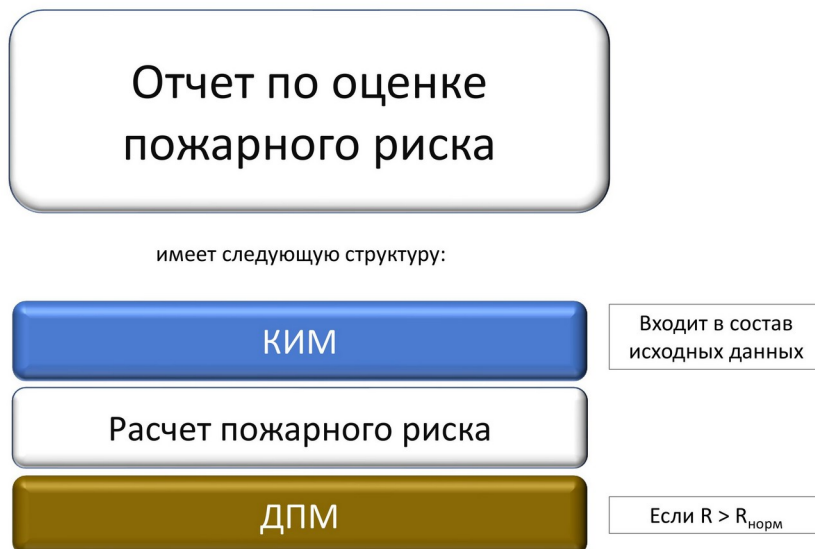 Отчет по оценке
пожарного риска
имеет следующую структуру:
КИМ
Входит в состав
исходных данных
Расчет пожарного риска
ДПМ
Если R > Rнорм